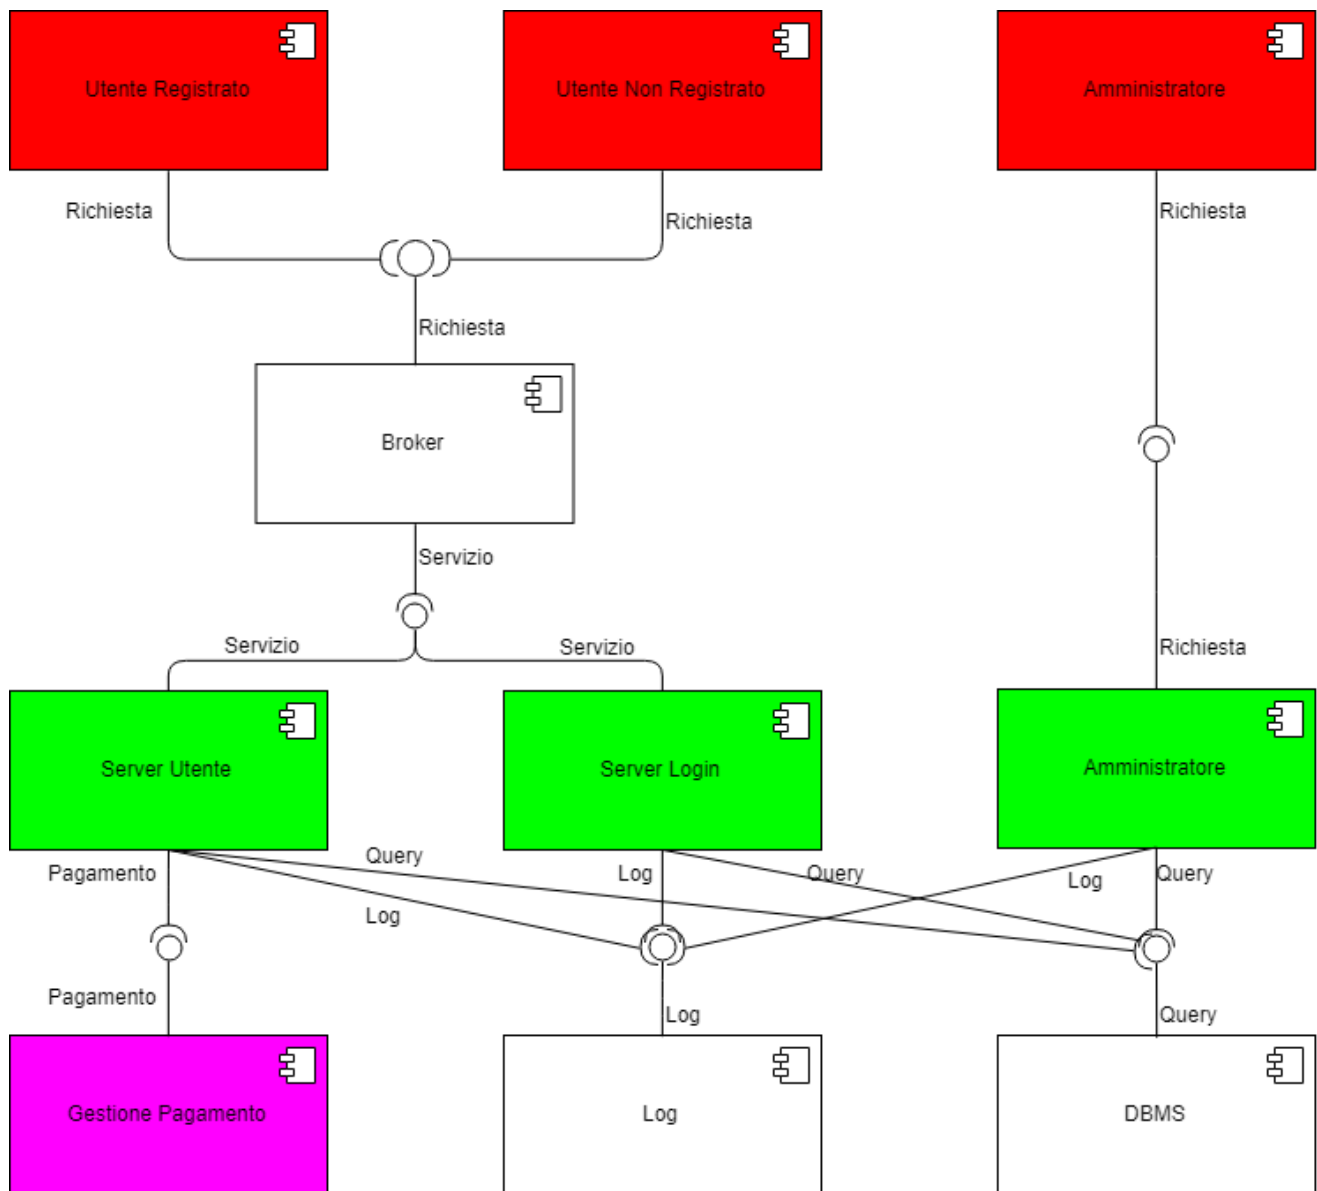 Utente Registrato
Utente Non Registrato
Amministratore
Richiesta
Richiesta
Richiesta
Richiesta
Broker
Servizio
Servizio
Servizio
Richiesta
Server Utente
Server Login
Amministratore
Pagamento
Query
Log
Log
Query
Log
Query
Pagamento
Log
Query
Gestione Pagamento
Log
DBMS